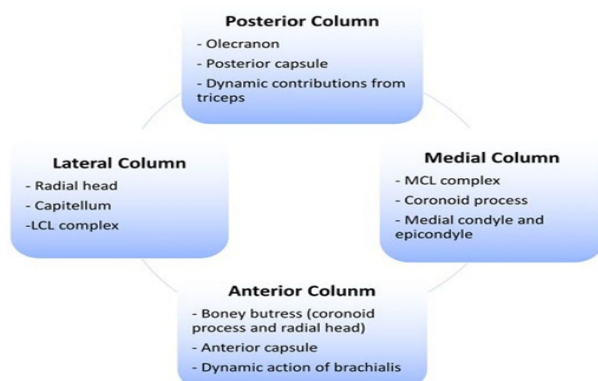 Posterior Column
- Olecranon
- Posterior capsule
- Dynamic contributions from
triceps
Lateral Column
- Radial head
- Capitellum
-LCL complex
Medial Column
- MCL complex
- Coronoid process
- Medial condyle and
epicondyle
Anterior Colunm
- Boney butress (coronoid
process and radial head)
- Anterior capsule
- Dynamic action of brachialis